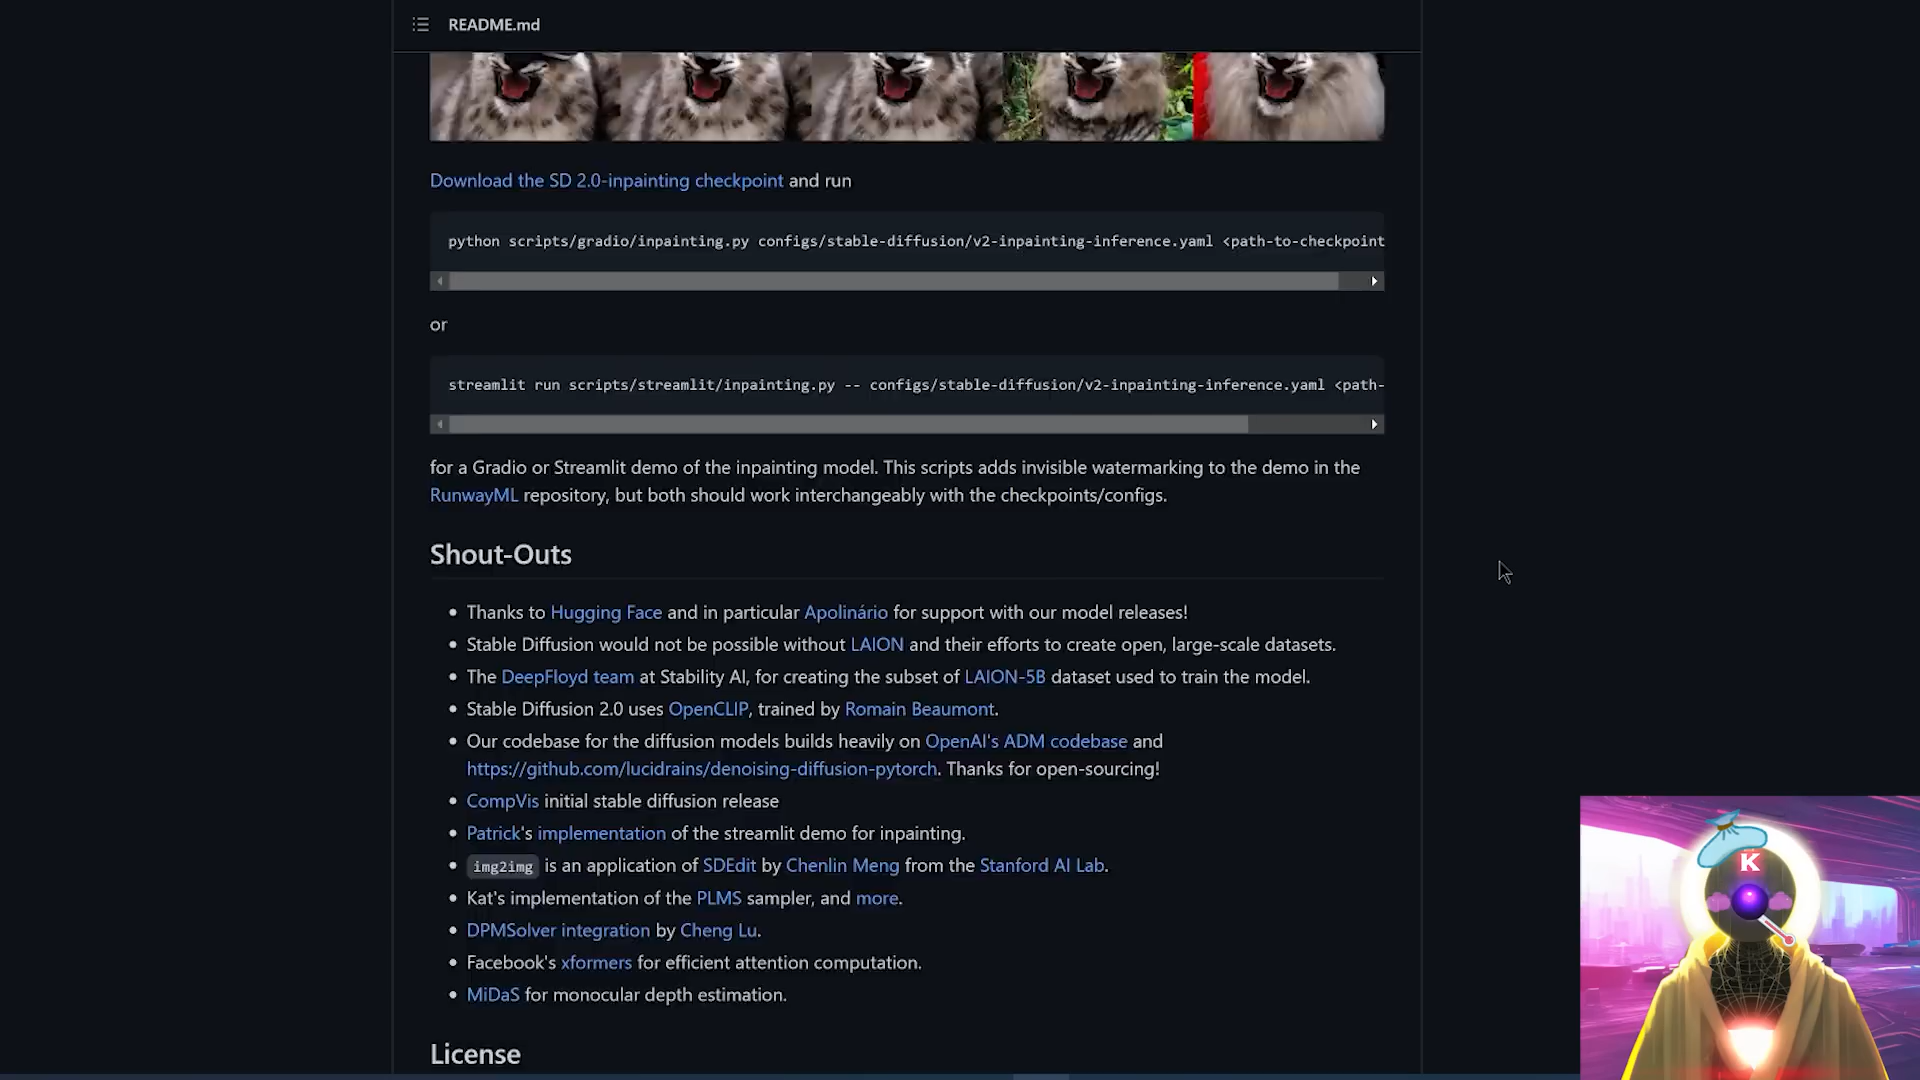 README.md
Download the SD 2.0-inpainting checkpoint and run
python scripts/gradio/inpainting.py configs/stable-diffusion/v2-inpainting-inference.yaml <path-to-checkpoint
or
streamlit run scripts/streamlit/inpainting.py -- configs/stable-diffusion/v2-inpainting-inference.yaml <path-
for a Gradio or Streamlit demo of the inpainting model. This scripts adds invisible watermarking to the demo in the
RunwayML repository, but both should work interchangeably with the checkpoints/configs.
Shout-Outs
• Thanks to Hugging Face and in particular Apolinário for support with our model releases!
• Stable Diffusion would not be possible without LAION and their efforts to create open, large-scale datasets.
• The DeepFloyd team at Stability AI, for creating the subset of LAION-5B dataset used to train the model.
• Stable Diffusion 2.0 uses OpenCLIP, trained by Romain Beaumont.
• Our codebase for the diffusion models builds heavily on OpenAI's ADM codebase and
https://github.com/lucidrains/denoising-diffusion-pytorch. Thanks for open-sourcing!
• CompVis initial stable diffusion release
• Patrick's implementation of the streamlit demo for inpainting.
• img2img is an application of SDEdit by Chenlin Meng from the Stanford AI Lab.
• Kat's implementation of the PLMS sampler, and more.
• DPMSolver integration by Cheng Lu.
• Facebook's xformers for efficient attention computation.
• MiDaS for monocular depth estimation.
License
K